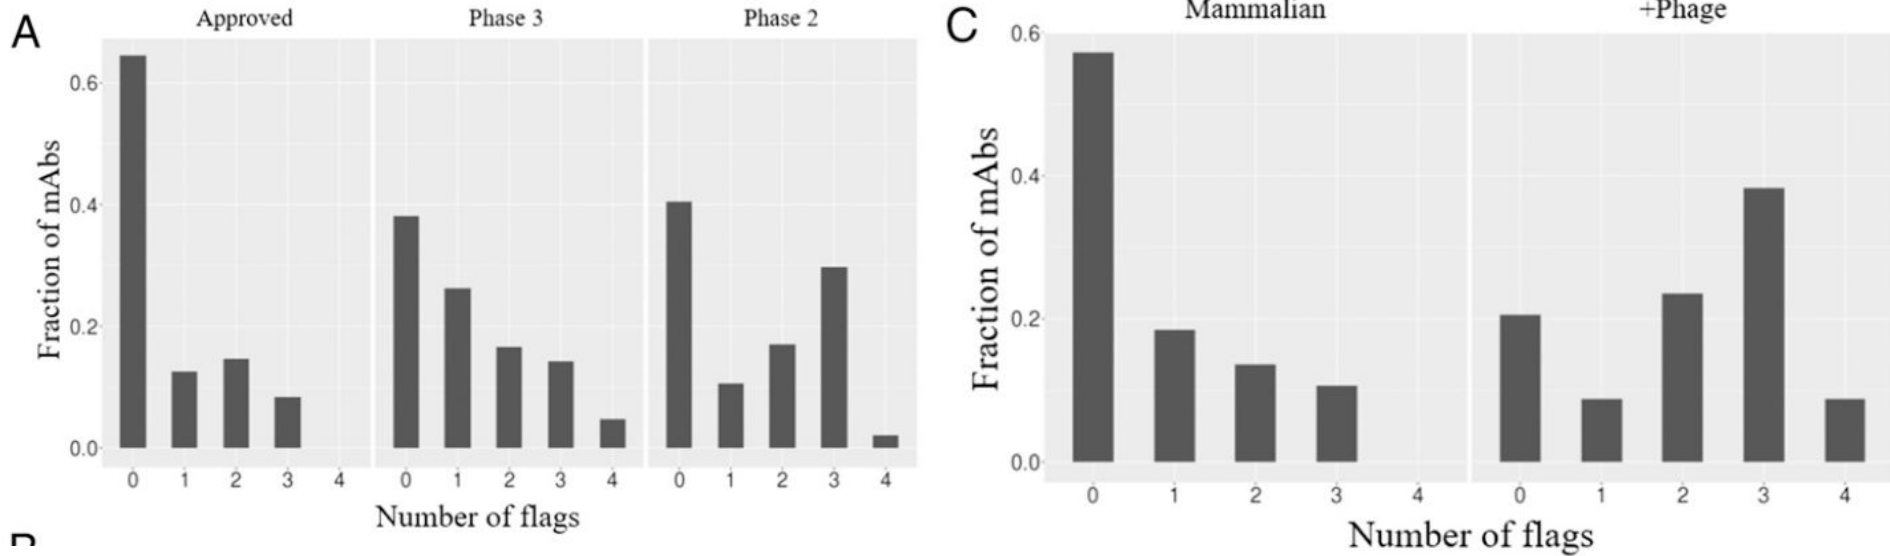 A
Approved Phase 3 Phase 2
Fraction of mAbs
0.6
0.4
0.2
0.0
0 1 2 3 4 0 1 2 3 4 0 1 2 3 4
Number of flags
C
Mammalian +Phage
Fraction of mAbs
0.6
0.4
0.2
0.0
0 1 2 3 4 0 1 2 3 4
Number of flags